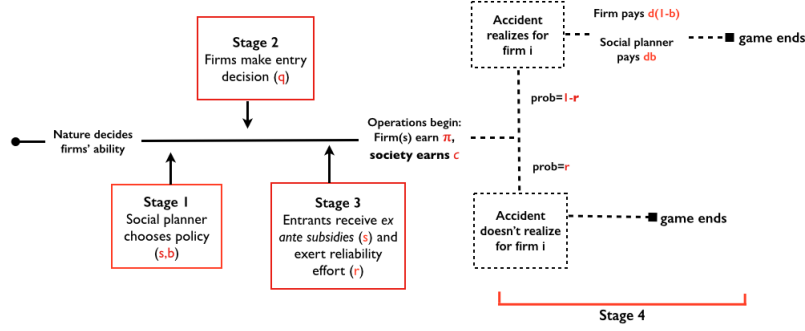 Nature decides
firms' ability
Stage 1
Social planner
chooses policy
(s,b)
Stage 2
Firms make entry
decision (q)
Stage 3
Entrants receive ex
ante subsidies (s) and
exert reliability
effort (r)
Operations begin:
Firm(s) earn π,
society earns c
prob=1-r
prob=r
Accident
realizes for
firm i
Firm pays d(1-b)
Social planner
pays db
game ends
Accident
doesn't realize
for firm i
game ends
Stage 4